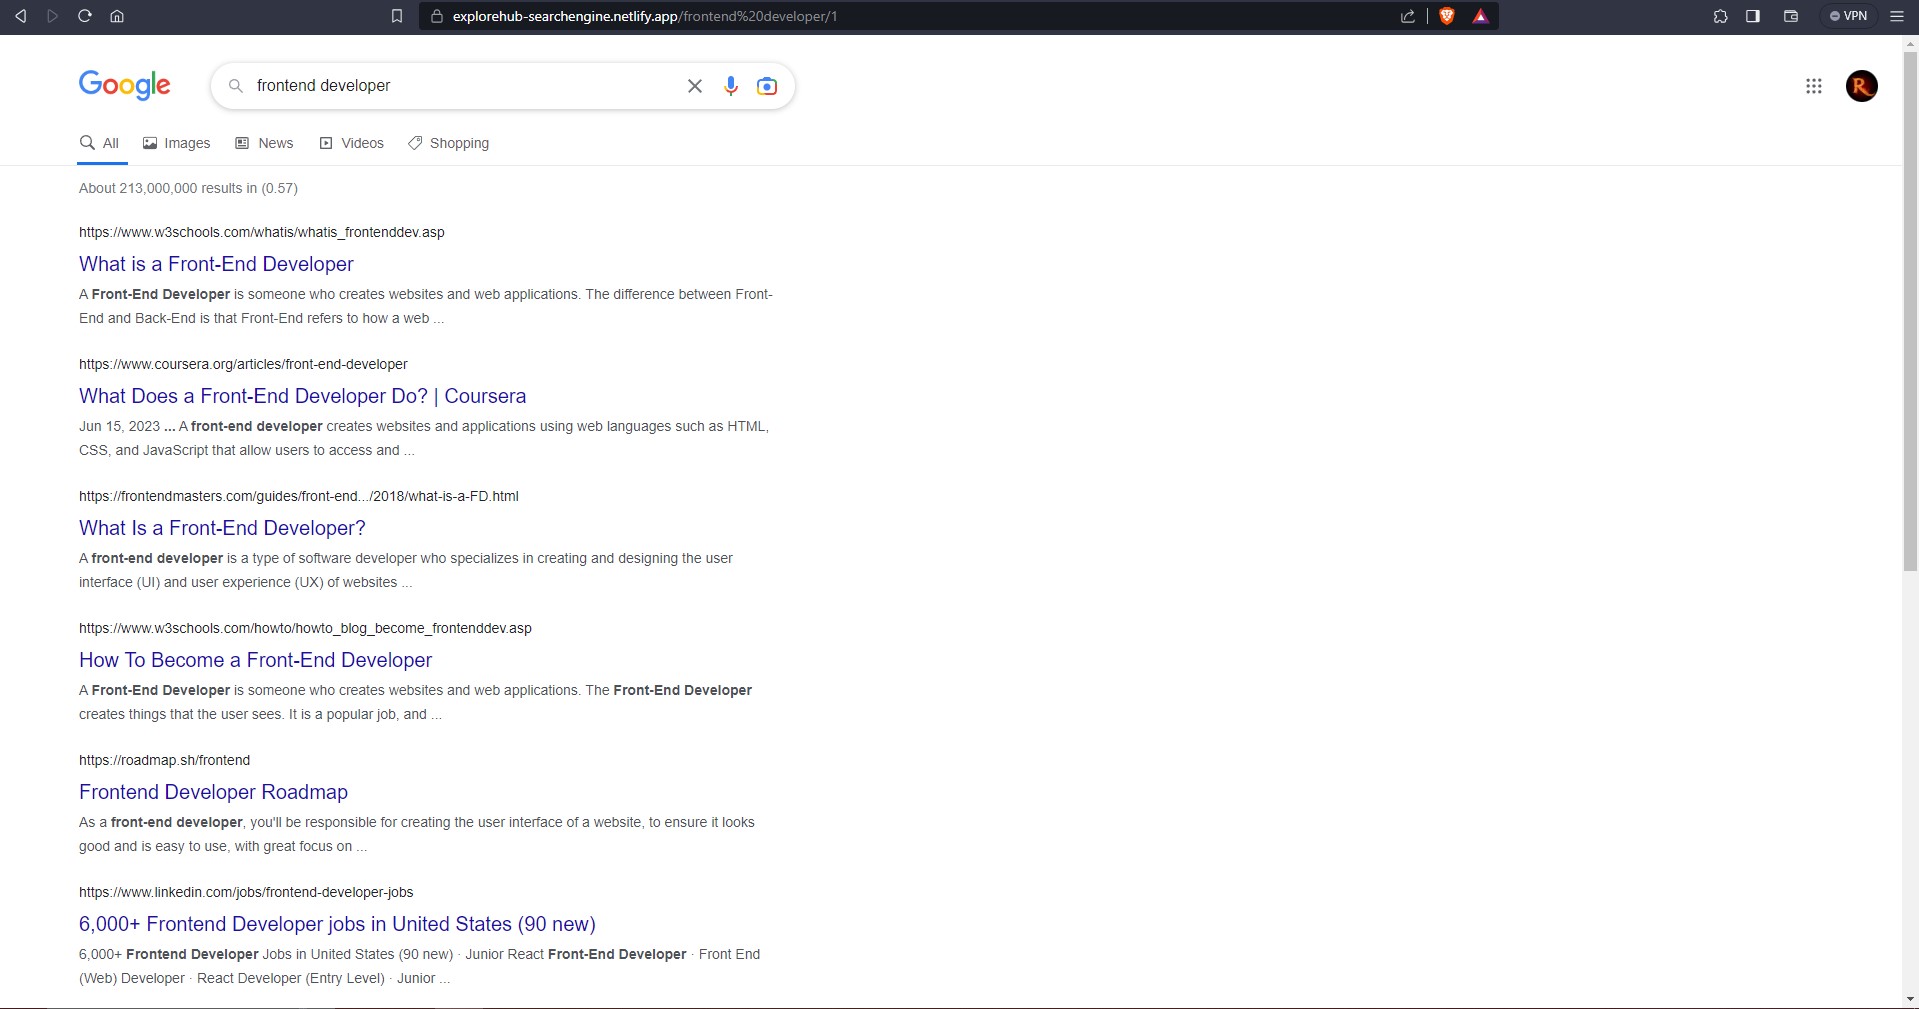 explorehub-searchengine.netlify.app/frontend%20developer/1
VPN
Google
frontend developer
R
All Images News Videos Shopping
About 213,000,000 results in (0.57)
https://www.w3schools.com/whatis/whatis_frontenddev.asp
What is a Front-End Developer
A Front-End Developer is someone who creates websites and web applications. The difference between Front-
End and Back-End is that Front-End refers to how a web ...
https://www.coursera.org/articles/front-end-developer
What Does a Front-End Developer Do? | Coursera
Jun 15, 2023 ... A front-end developer creates websites and applications using web languages such as HTML,
CSS, and JavaScript that allow users to access and ...
https://frontendmasters.com/guides/front-end.../2018/what-is-a-FD.html
What Is a Front-End Developer?
A front-end developer is a type of software developer who specializes in creating and designing the user
interface (UI) and user experience (UX) of websites ...
https://www.w3schools.com/howto/howto_blog_become_frontenddev.asp
How To Become a Front-End Developer
A Front-End Developer is someone who creates websites and web applications. The Front-End Developer
creates things that the user sees. It is a popular job, and ...
https://roadmap.sh/frontend
Frontend Developer Roadmap
As a front-end developer, you'll be responsible for creating the user interface of a website, to ensure it looks
good and is easy to use, with great focus on ...
https://www.linkedin.com/jobs/frontend-developer-jobs
6,000+ Frontend Developer jobs in United States (90 new)
6,000+ Frontend Developer Jobs in United States (90 new) · Junior React Front-End Developer · Front End
(Web) Developer · React Developer (Entry Level) · Junior ...